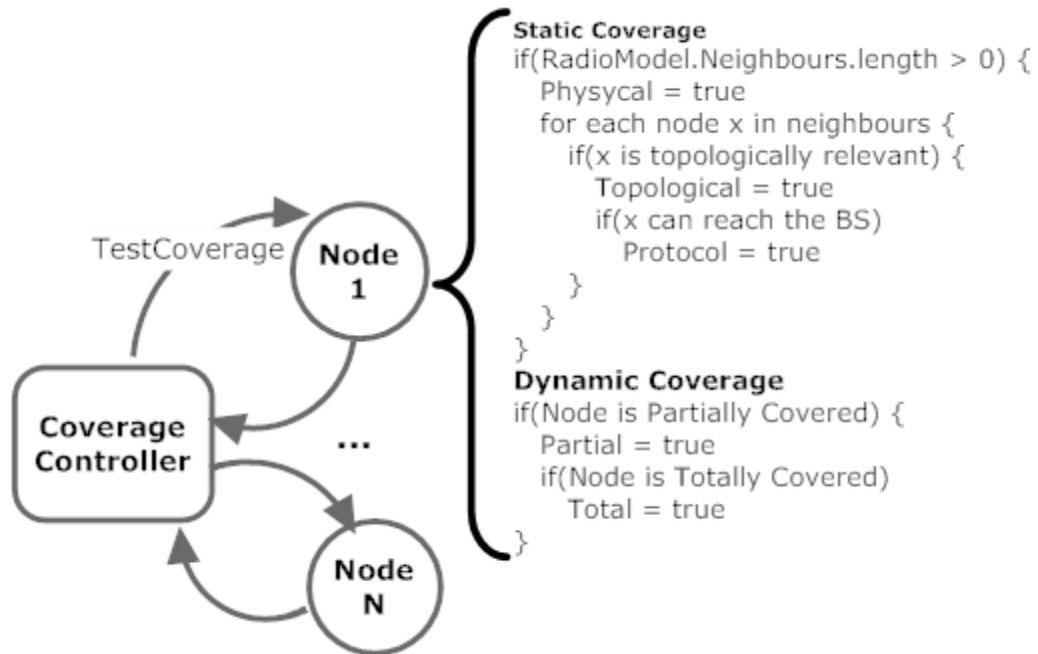 TestCoverage
Node
1
Coverage
Controller
...
Node
N
Static Coverage
if(RadioModel.Neighbours.length > 0) {
Physycal = true
for each node x in neighbours {
if(x is topologically relevant) {
Topological = true
if(x can reach the BS)
Protocol = true
}
}
}
Dynamic Coverage
if(Node is Partially Covered) {
Partial = true
if(Node is Totally Covered)
Total = true
}